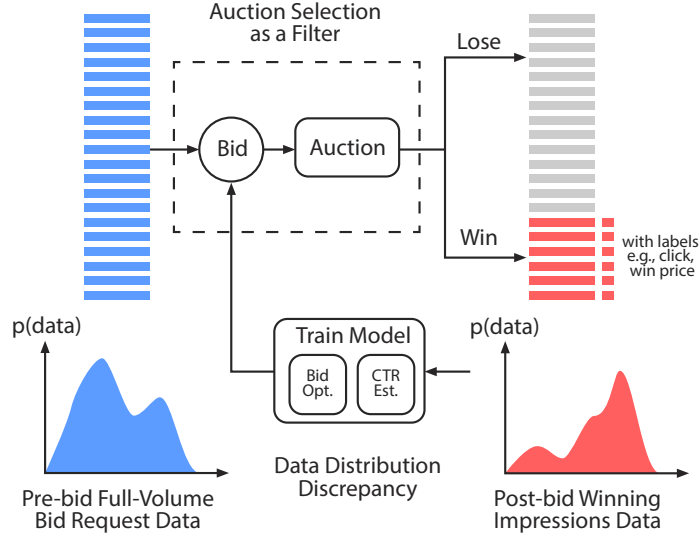 Auction Selection
as a Filter
Lose
Bid
Auction
Win
with labels
e.g., click,
win price
p(data)
Train Model
Bid
Opt.
CTR
Est.
p(data)
Data Distribution
Discrepancy
Pre-bid Full-Volume
Bid Request Data
Post-bid Winning
Impressions Data